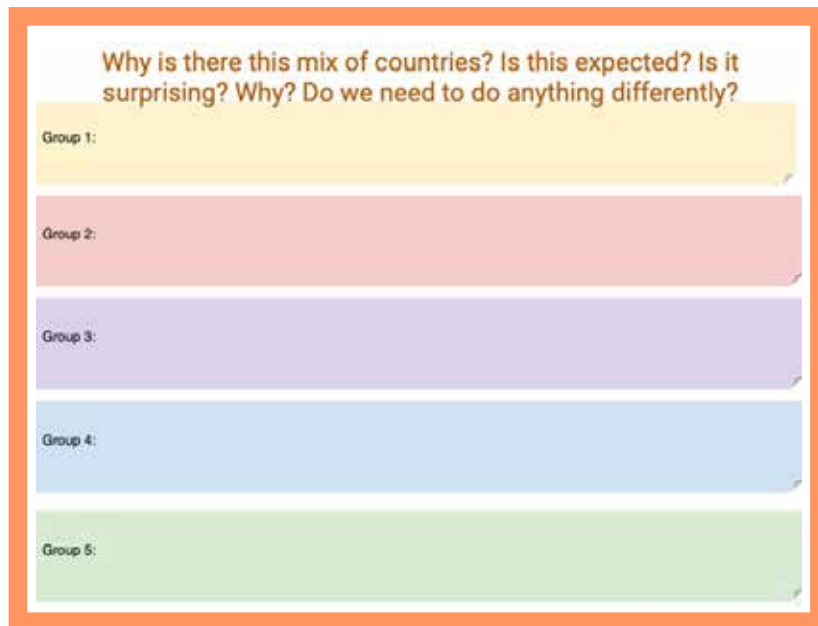 Why is there this mix of countries? Is this expected? Is it
surprising? Why? Do we need to do anything differently?
Group 1:
Group 2:
Group 3:
Group 4:
Group 5: